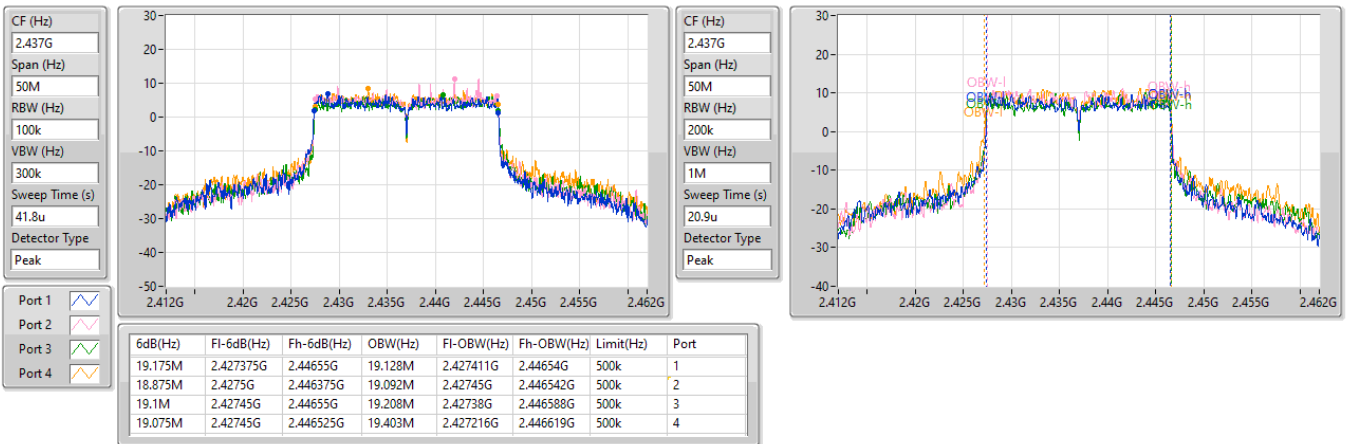 CF (Hz)
2.437G
Span (Hz)
50M
RBW (Hz)
100k
VBW (Hz)
300k
Sweep Time (s)
41.8u
Detector Type
Peak
30
20
10
0
-10
-20
-30
-40
-50
2.412G 2.42G 2.425G 2.43G 2.435G 2.44G 2.445G 2.45G 2.455G 2.462G
CF (Hz)
2.437G
Span (Hz)
50M
RBW (Hz)
200k
VBW (Hz)
1M
Sweep Time (s)
20.9u
Detector Type
Peak
30
20
10
0
-10
-20
-30
-40
OBW-l
OBW-l
OBW-h
2.412G 2.42G 2.425G 2.43G 2.435G 2.44G 2.445G 2.45G 2.455G 2.462G
Port 1
Port 2
Port 3
Port 4
6dB(Hz) Fl-6dB(Hz) Fh-6dB(Hz) OBW(Hz) Fl-OBW(Hz) Fh-OBW(Hz) Limit(Hz) Port
19.175M 2.427375G 2.44655G 19.128M 2.427411G 2.44654G 500k 1
18.875M 2.4275G 2.446375G 19.092M 2.42745G 2.446542G 500k 2
19.1M 2.42745G 2.44655G 19.208M 2.42738G 2.446588G 500k 3
19.075M 2.42745G 2.446525G 19.403M 2.427216G 2.446619G 500k 4